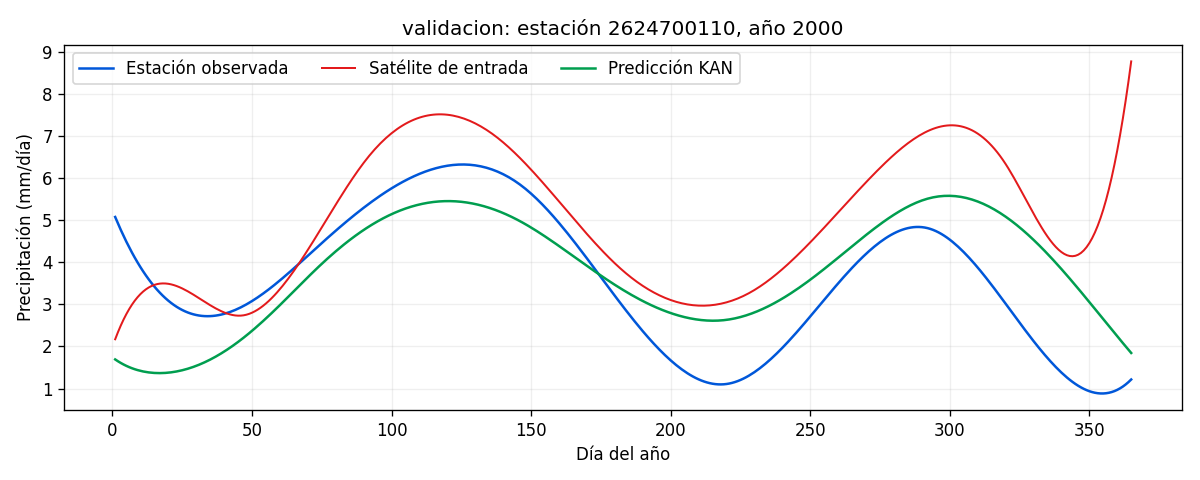 validacion: estación 2624700110, año 2000
Estación observada Satélite de entrada Predicción KAN
Precipitación (mm/día)
9
8
7
6
5
4
3
2
1
0 50 100 150 200 250 300 350
Día del año